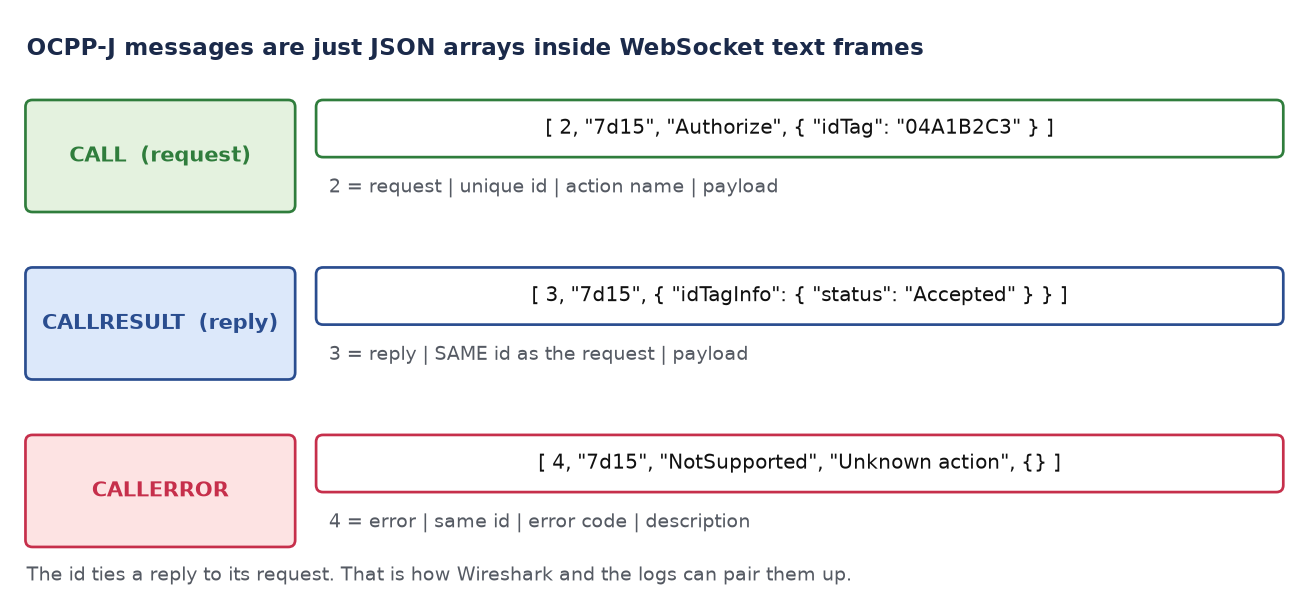 OCPP-J messages are just JSON arrays inside WebSocket text frames
CALL  (request)
[ 2, "7d15", "Authorize", { "idTag": "04A1B2C3" } ]
2 = request | unique id | action name | payload
CALLRESULT  (reply)
[ 3, "7d15", { "idTagInfo": { "status": "Accepted" } } ]
3 = reply | SAME id as the request | payload
CALLERROR
[ 4, "7d15", "NotSupported", "Unknown action", {} ]
4 = error | same id | error code | description
The id ties a reply to its request. That is how Wireshark and the logs can pair them up.